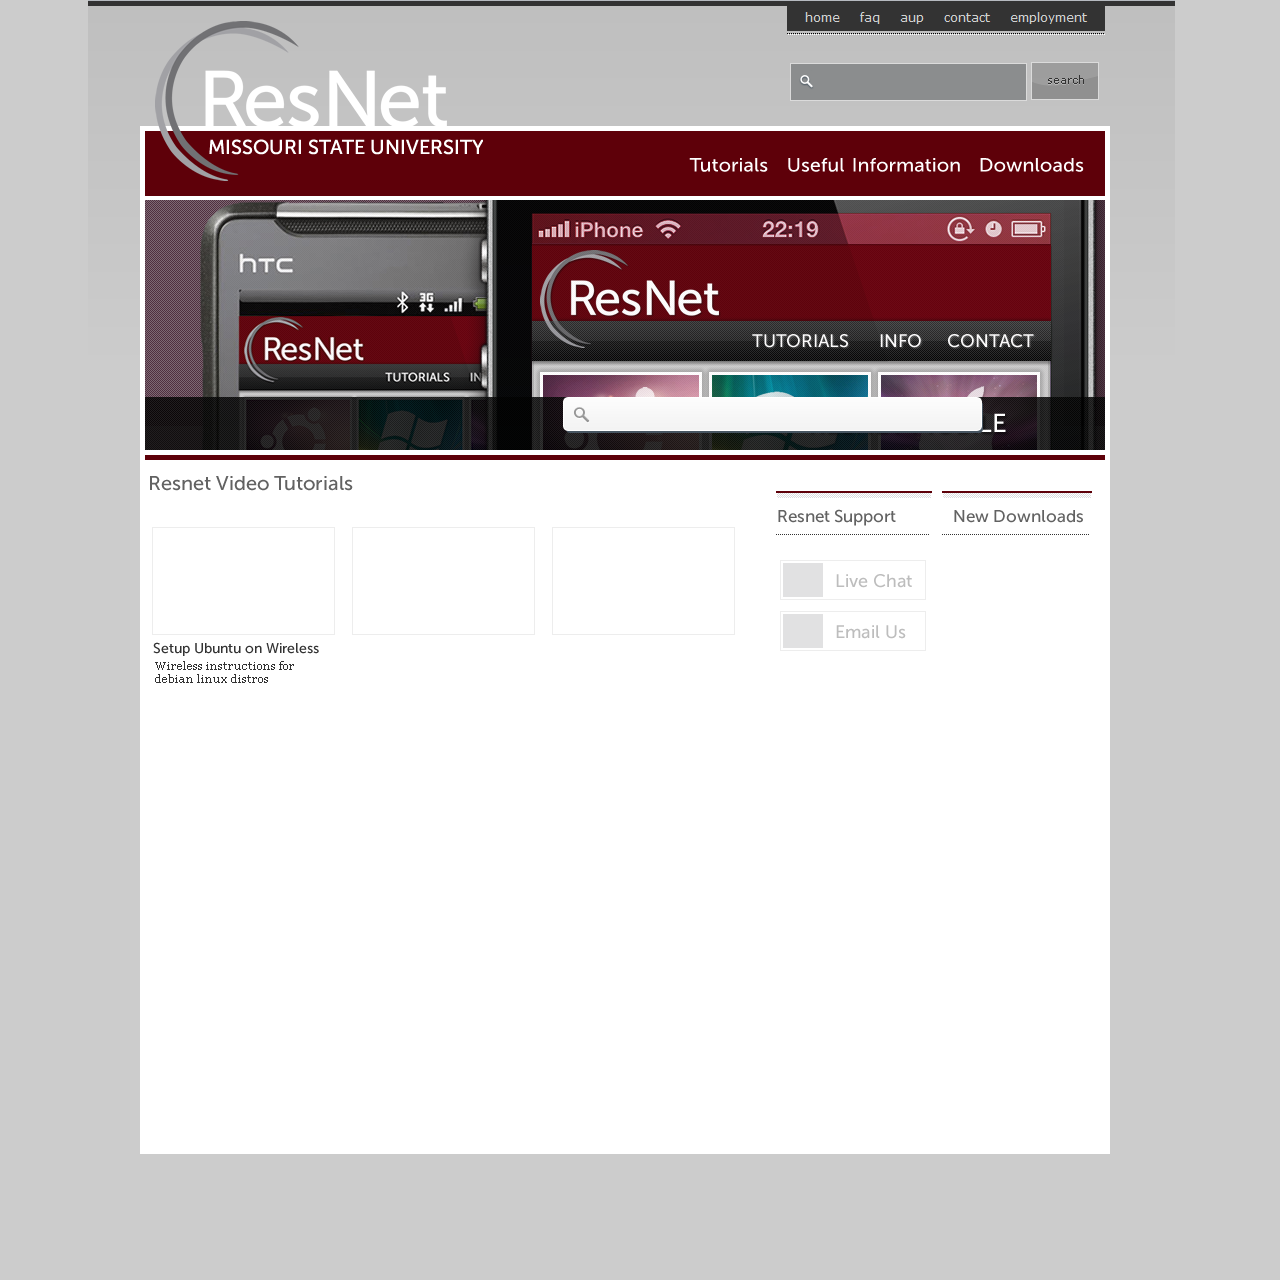 home faq aup contact employment
search
ResNet
MISSOURI STATE UNIVERSITY
Tutorials Useful Information Downloads
hTC
3G
ResNet
TUTORIALS
iPhone 22:19
ResNet
TUTORIALS INFO CONTACT
LE
Resnet Video Tutorials
Resnet Support New Downloads
Live Chat
Email Us
Setup Ubuntu on Wireless
Wireless instructions for
debian linux distros